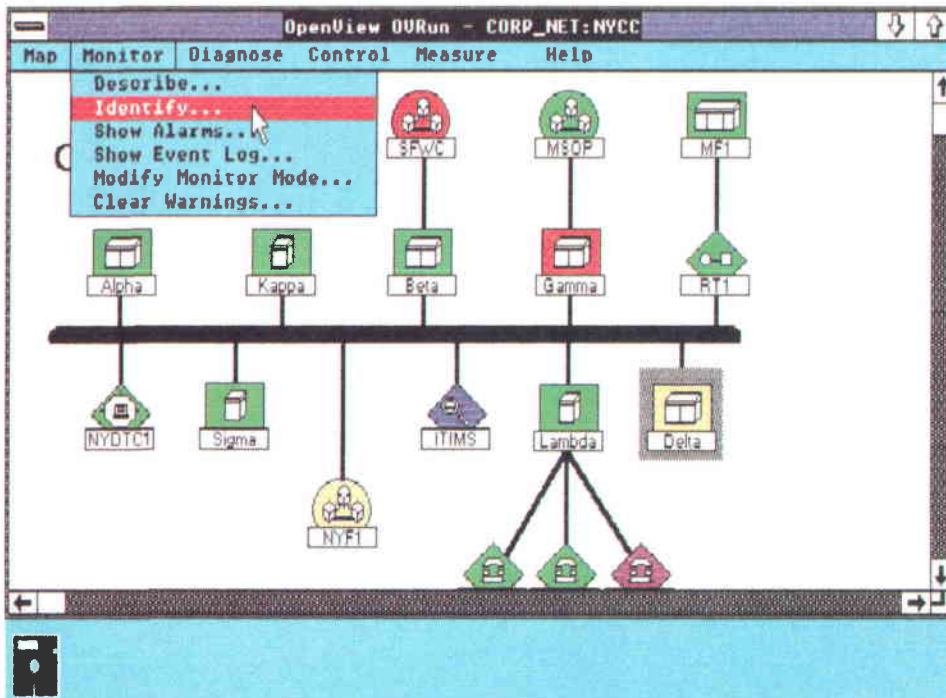 OpenView OVRun - CORP_NET:NYCC
Map Monitor Diagnose Control Measure Help
Describe...
Identify...
Show Alarms...
Show Event Log...
Modify Monitor Mode...
Clear Warnings...
SFWC MSOP MF1
Alpha Kappa Beta Gamma RT1
NYDTC1 Sigma ITIMS Lambda Delta
NYF1